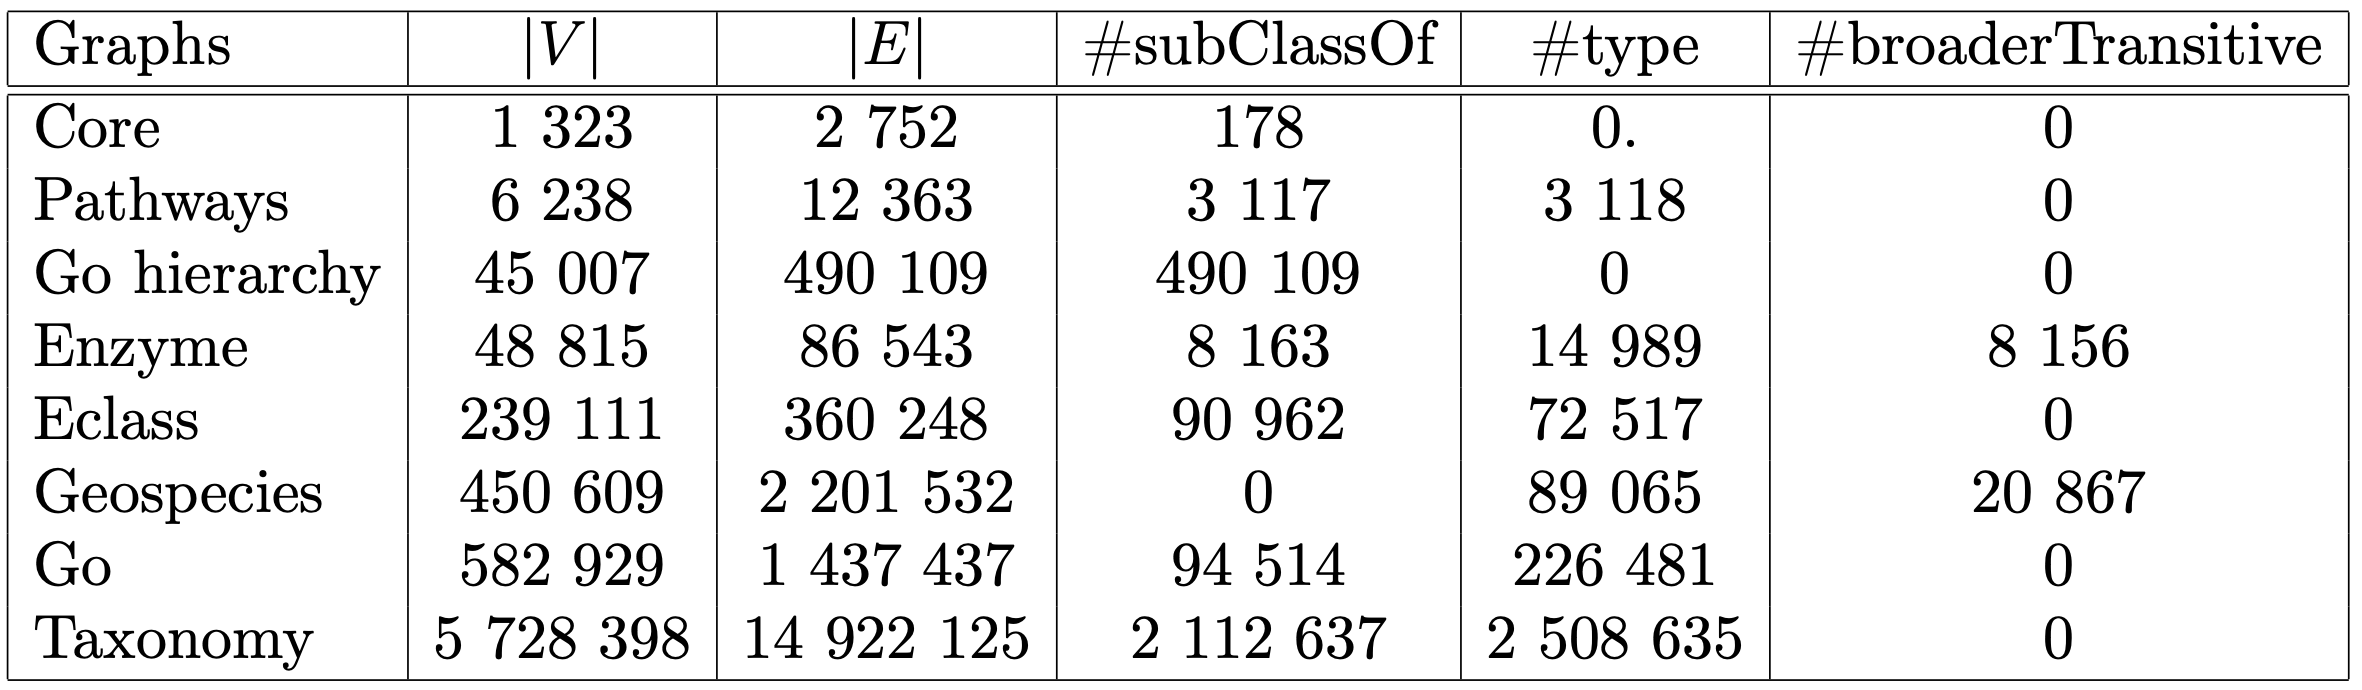 Graphs |V| |E| #subClassOf #type #broaderTransitive
Core 1 323 2 752 178 0. 0
Pathways 6 238 12 363 3 117 3 118 0
Go hierarchy 45 007 490 109 490 109 0 0
Enzyme 48 815 86 543 8 163 14 989 8 156
Eclass 239 111 360 248 90 962 72 517 0
Geospecies 450 609 2 201 532 0 89 065 20 867
Go 582 929 1 437 437 94 514 226 481 0
Taxonomy 5 728 398 14 922 125 2 112 637 2 508 635 0